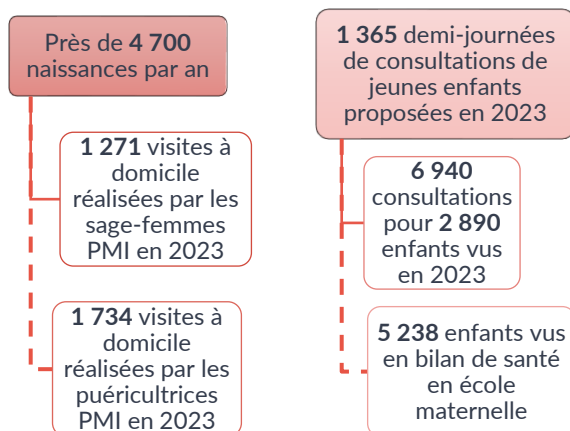 Près de 4 700
naissances par an
1 271 visites à
domicile
réalisées par les
sage-femmes
PMI en 2023
1 734 visites à
domicile
réalisées par les
puéricultrices
PMI en 2023
1 365 demi-journées
de consultations de
jeunes enfants
proposées en 2023
6 940
consultations
pour 2 890
enfants vus
en 2023
5 238 enfants vus
en bilan de santé
en école
maternelle